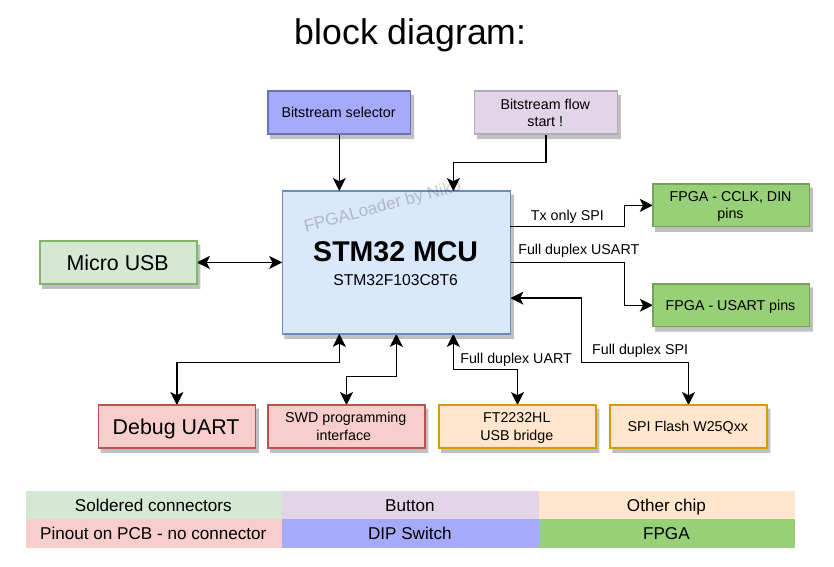 block diagram:
Bitstream selector
Bitstream flow
start !
FPGALoader by Niko
STM32 MCU
STM32F103C8T6
Tx only SPI
FPGA - CCLK, DIN
pins
Full duplex USART
Micro USB
FPGA - USART pins
Full duplex UART
Full duplex SPI
Debug UART
SWD programming
interface
FT2232HL
USB bridge
SPI Flash W25Qxx
Soldered connectors
Button
Other chip
Pinout on PCB - no connector
DIP Switch
FPGA